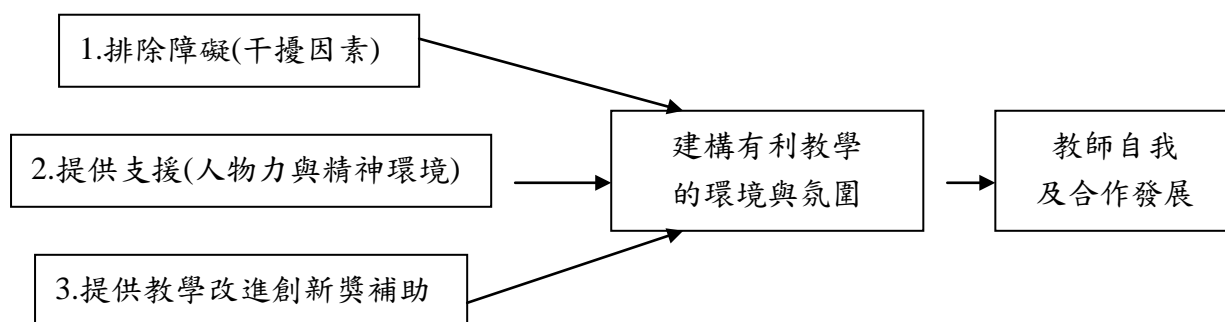 1.排除障礙(干擾因素)
2.提供支援(人物力與精神環境)
3.提供教學改進創新獎補助
建構有利教學
的環境與氛圍
教師自我
及合作發展